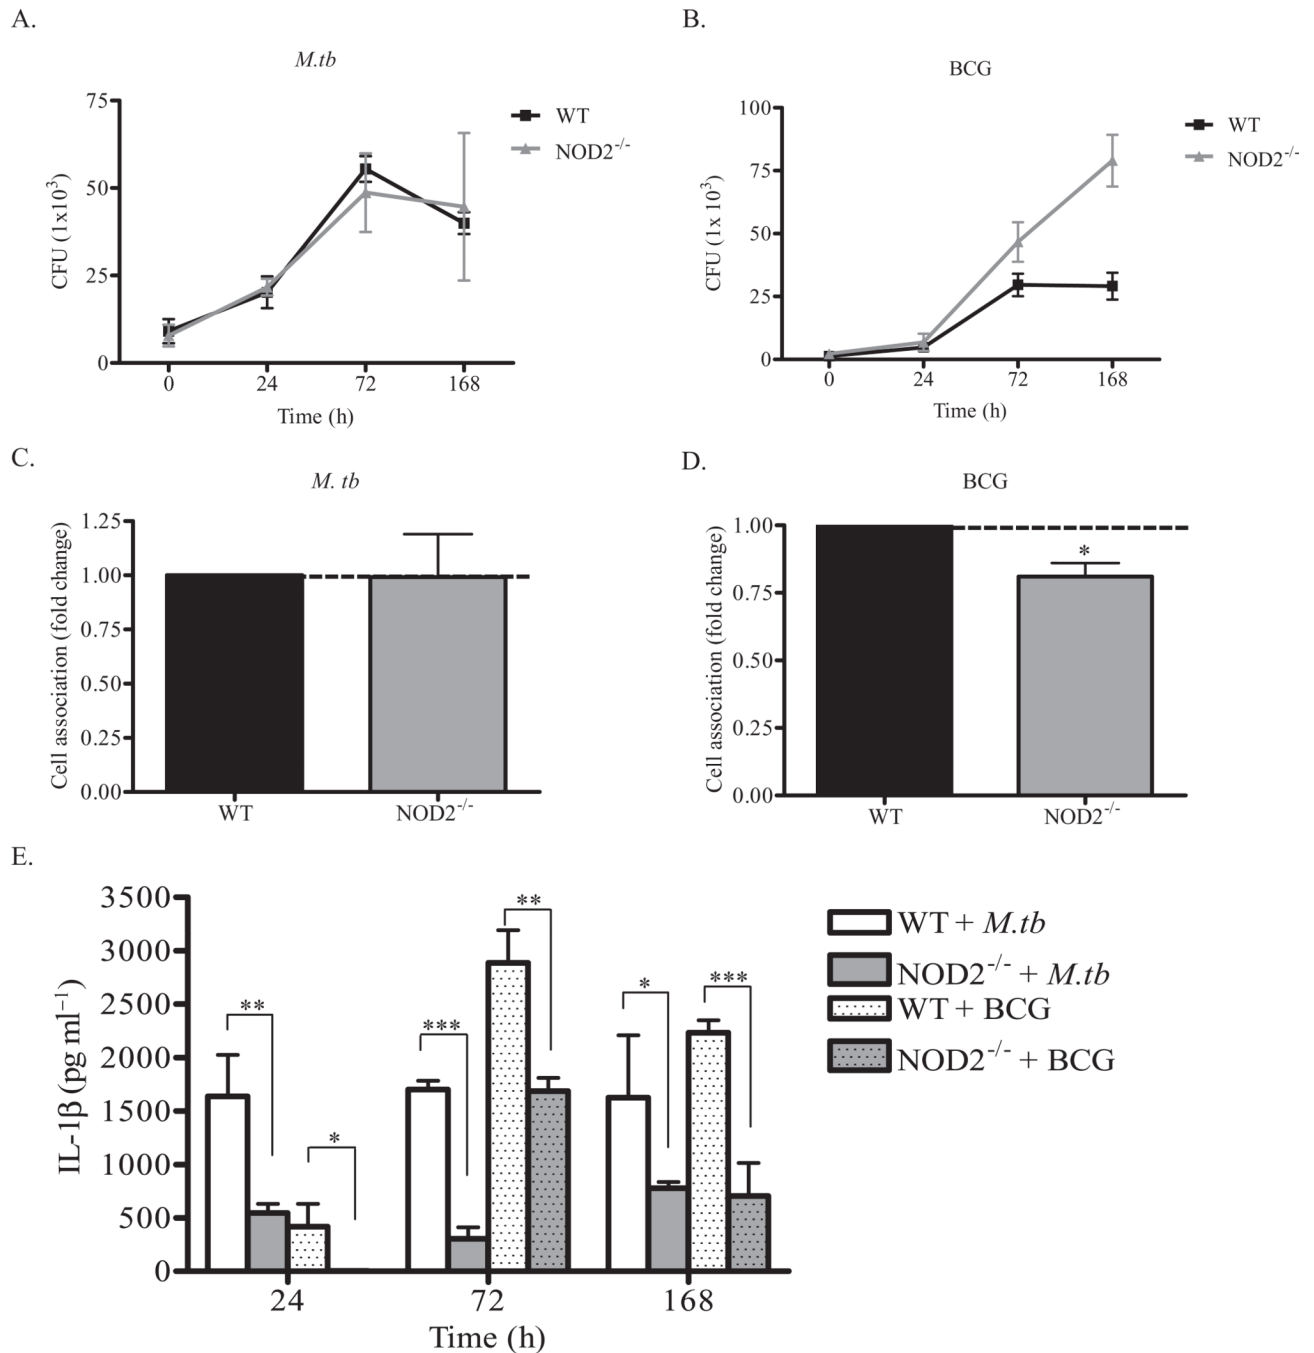 A.
M.tb
75
50
25
0
CFU (1x10³)
0 24 72 168
Time (h)
WT
NOD2⁻/⁻
B.
BCG
100
75
50
25
0
CFU (1x 10³)
0 24 72 168
Time (h)
WT
NOD2⁻/⁻
C.
M. tb
1.25
1.00
0.75
0.50
0.25
0.00
Cell association (fold change)
WT NOD2⁻/⁻
D.
BCG
1.00
0.75
0.50
0.25
0.00
Cell association (fold change)
*
WT NOD2⁻/⁻
E.
3500
3000
2500
2000
1500
1000
500
0
IL-1β (pg ml⁻¹)
** * *** ** * ***
24 72 168
Time (h)
WT + M.tb
NOD2⁻/⁻ + M.tb
WT + BCG
NOD2⁻/⁻ + BCG